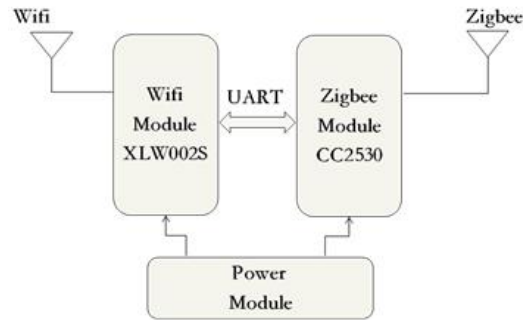 Wifi
Zigbee
Wifi
Module
XLW002S
UART
Zigbee
Module
CC2530
Power
Module